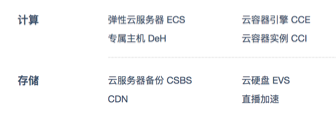 计算
弹性云服务器 ECS
云容器引擎 CCE
专属主机 DeH
云容器实例 CCI
存储
云服务器备份 CSBS
云硬盘 EVS
CDN
直播加速